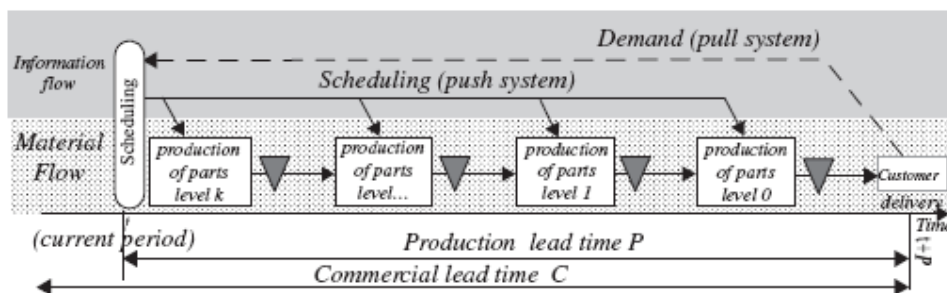 Demand (pull system)
Information
flow
Scheduling
Scheduling (push system)
Material
Flow
production
of parts
level k
production
of parts
level...
production
of parts
level 1
production
of parts
level 0
Customer
delivery
t
Time
(current period)
t+P
Production lead time P
Commercial lead time C